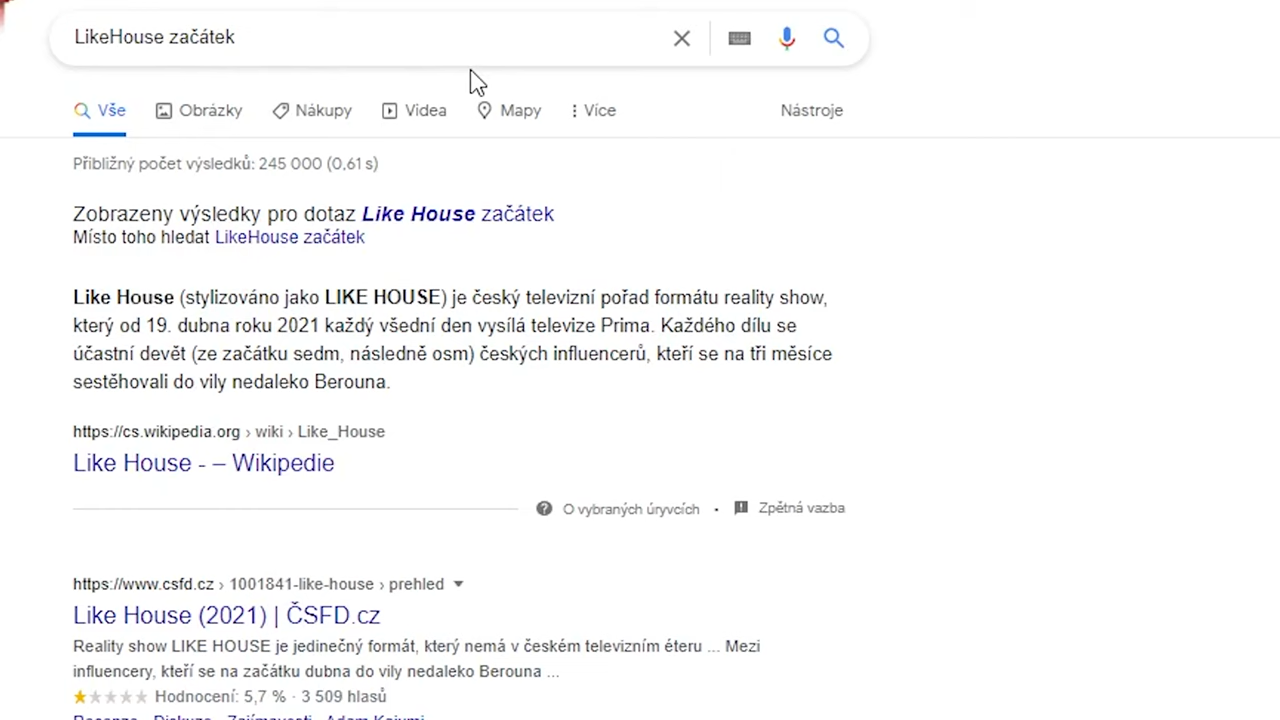 LikeHouse začátek
Vše Obrázky Nákupy Videa Mapy Více Nástroje
Přibližný počet výsledků: 245 000 (0,61 s)
Zobrazeny výsledky pro dotaz Like House začátek
Místo toho hledat LikeHouse začátek
Like House (stylizováno jako LIKE HOUSE) je český televizní pořad formátu reality show,
který od 19. dubna roku 2021 každý všední den vysílá televize Prima. Každého dílu se
účastní devět (ze začátku sedm, následně osm) českých influencerů, kteří se na tři měsíce
sestěhovali do vily nedaleko Berouna.
https://cs.wikipedia.org › wiki › Like_House
Like House - – Wikipedie
O vybraných úryvcích · Zpětná vazba
https://www.csfd.cz › 1001841-like-house › prehled
Like House (2021) | ČSFD.cz
Reality show LIKE HOUSE je jedinečný formát, který nemá v českém televizním éteru ... Mezi
influencery, kteří se na začátku dubna do vily nedaleko Berouna ...
Hodnocení: 5,7 % · 3 509 hlasů
Recenze · Diskuze · Zajímavosti · Adam Kajumi